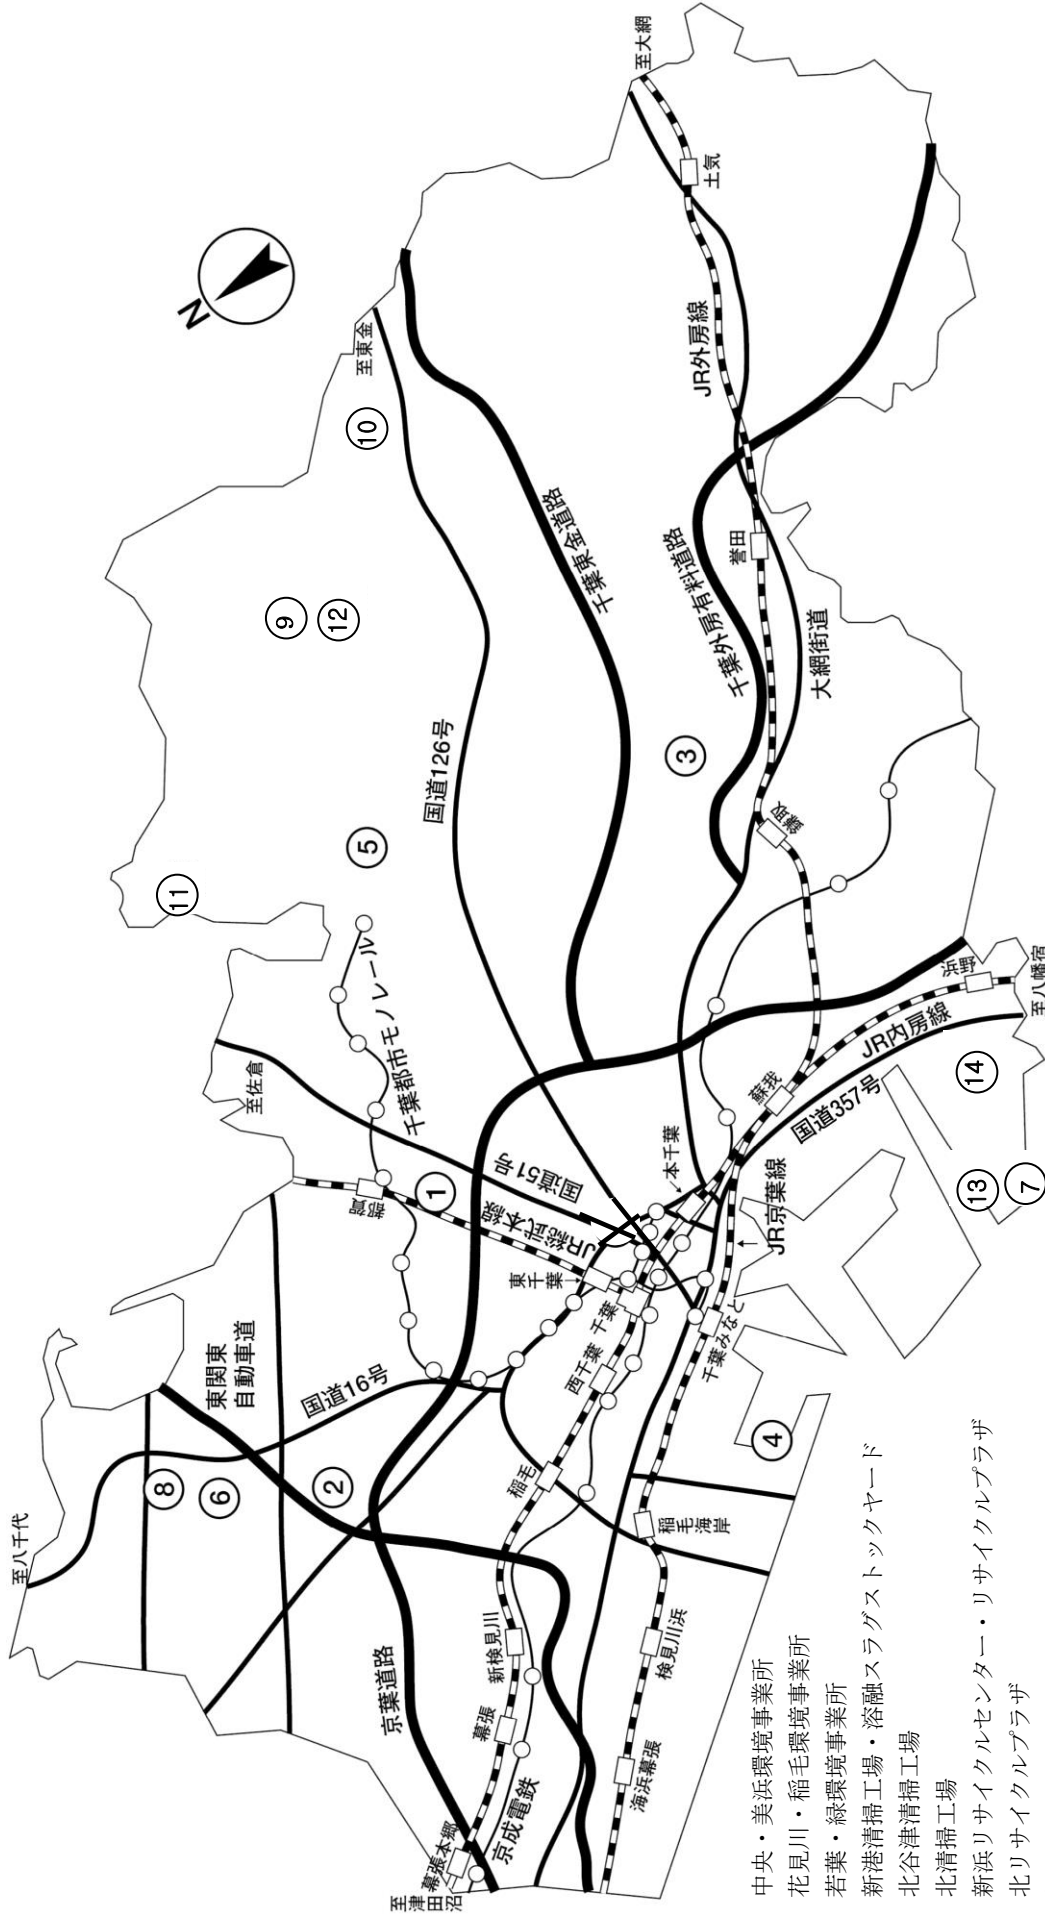 N
至大網
土気
至東金
⑩
JR外房線
千葉東金道路
千葉外房有料道路
誉田
大網街道
⑨
⑫
国道126号
③
鎌取
⑤
⑪
千葉都市モノレール
至佐倉
浜野
至八幡宿
JR内房線
国道357号
⑭
⑬
⑦
蘇我
本千葉
JR京葉線
国道51号
JR総武本線
都賀
①
東千葉
千葉
西千葉
千葉みなと
④
東関東
自動車道
国道16号
⑧
⑥
②
至八千代
稲毛
稲毛海岸
新検見川
検見川浜
京葉道路
幕張
海浜幕張
京成電鉄
幕張本郷
至津田沼
中央・美浜環境事業所
花見川・稲毛環境事業所
若葉・緑環境事業所
新港清掃工場・溶融スラグストックヤード
北谷津清掃工場
北清掃工場
新浜リサイクルセンター・リサイクルプラザ
北リサイクルプラザ